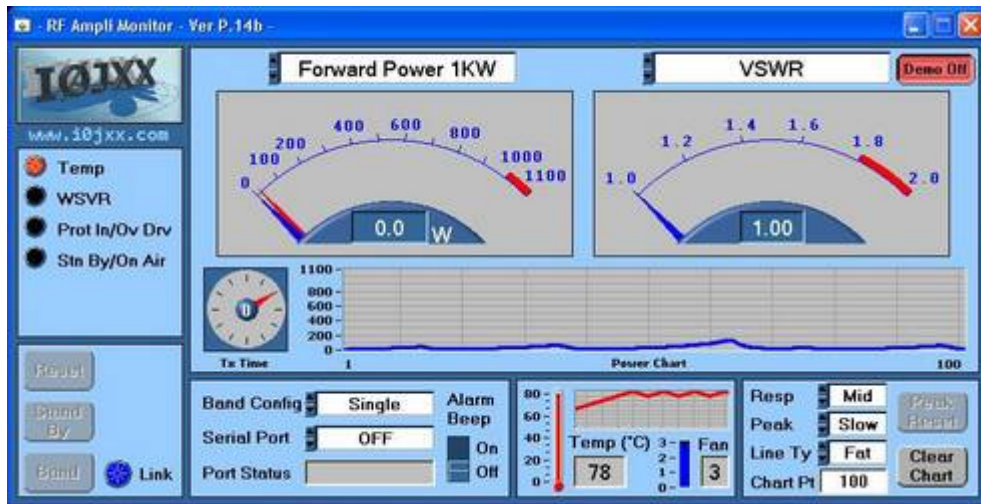 - RF Ampli Monitor - Ver P.14b -
IØJXX
www.i0jxx.com
Temp
WSVR
Prot In/Ov Drv
Stn By/On Air
Reset
Stand By
Band
Link
Forward Power 1KW
0
100
200
400
600
800
1000
1100
0.0
W
VSWR
Demo Off
1.0
1.2
1.4
1.6
1.8
2.0
1.00
0
Tx Time
1100
800
600
400
200
0
1
Power Chart
100
Band Config
Single
Serial Port
OFF
Port Status
Alarm
Beep
On
Off
80
60
40
20
0
Temp (°C)
78
3
2
1
0
Fan
3
Resp
Mid
Peak
Slow
Line Ty
Fat
Chart Pt
100
Peak
Reset
Clear
Chart